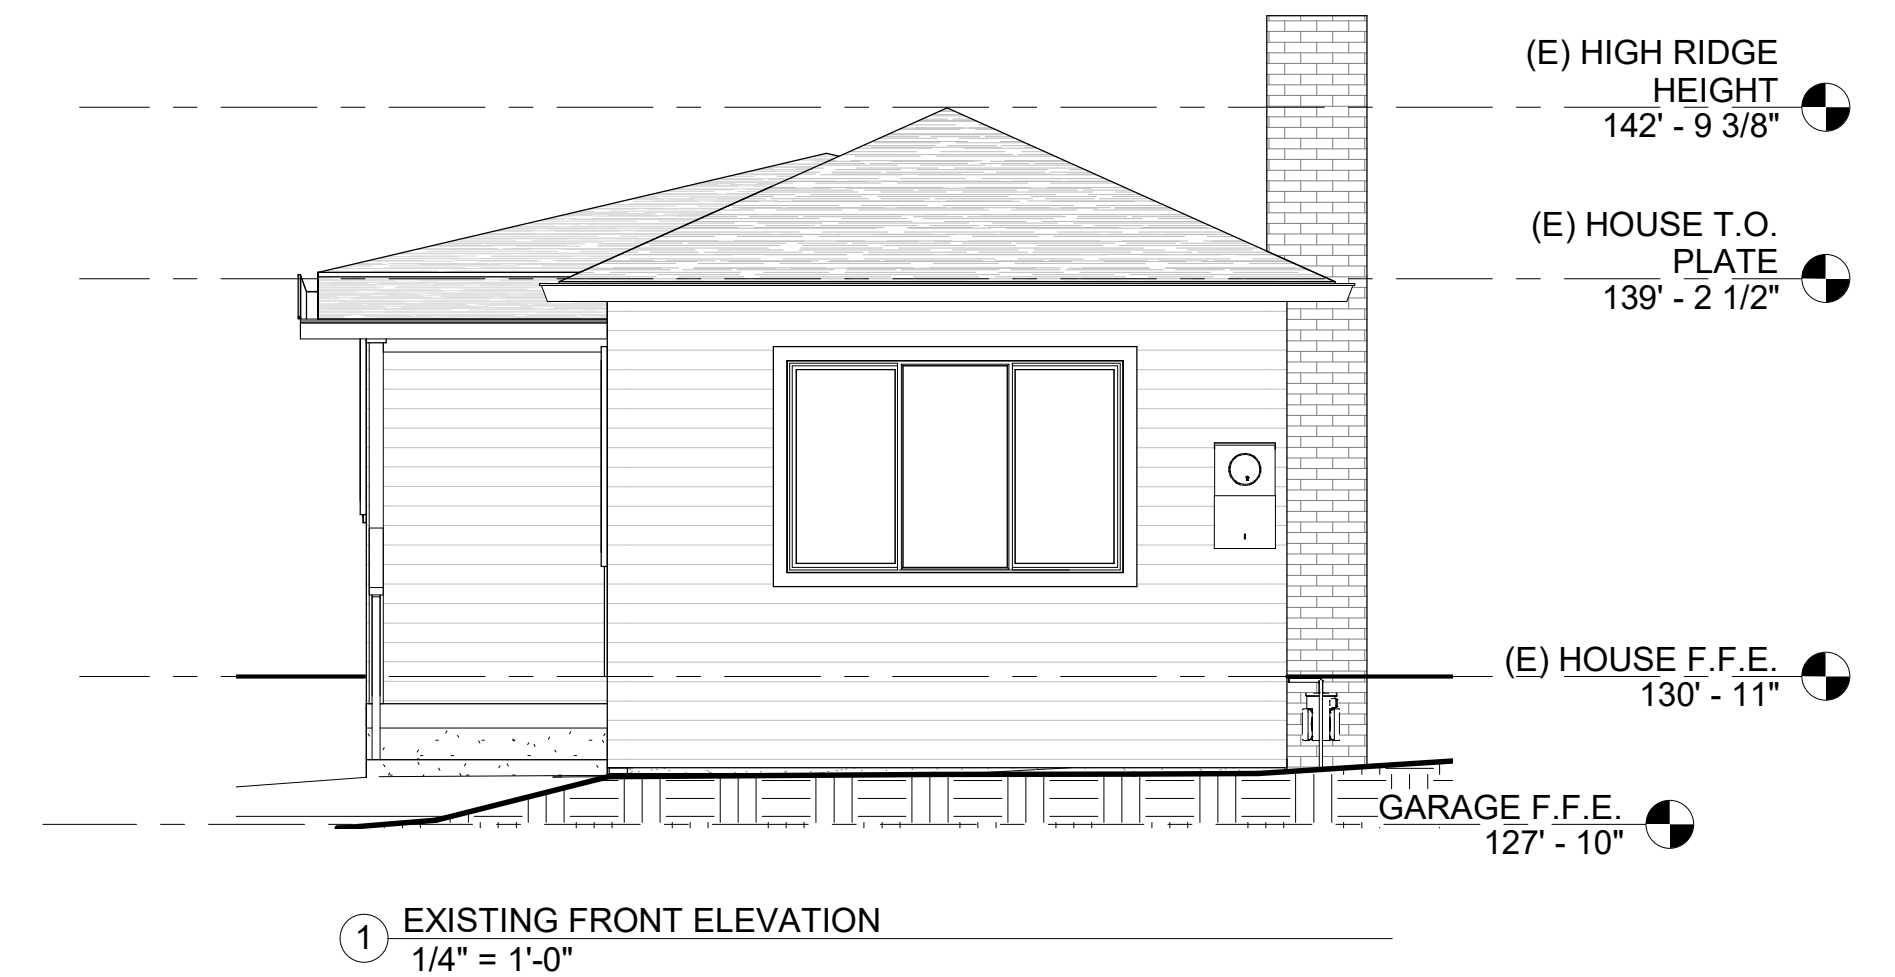 (E) HIGH RIDGE
HEIGHT
142' - 9 3/8"
(E) HOUSE T.O.
PLATE
139' - 2 1/2"
(E) HOUSE F.F.E.
130' - 11"
GARAGE F.F.E.
127' - 10"
1
EXISTING FRONT ELEVATION
1/4" = 1'-0"